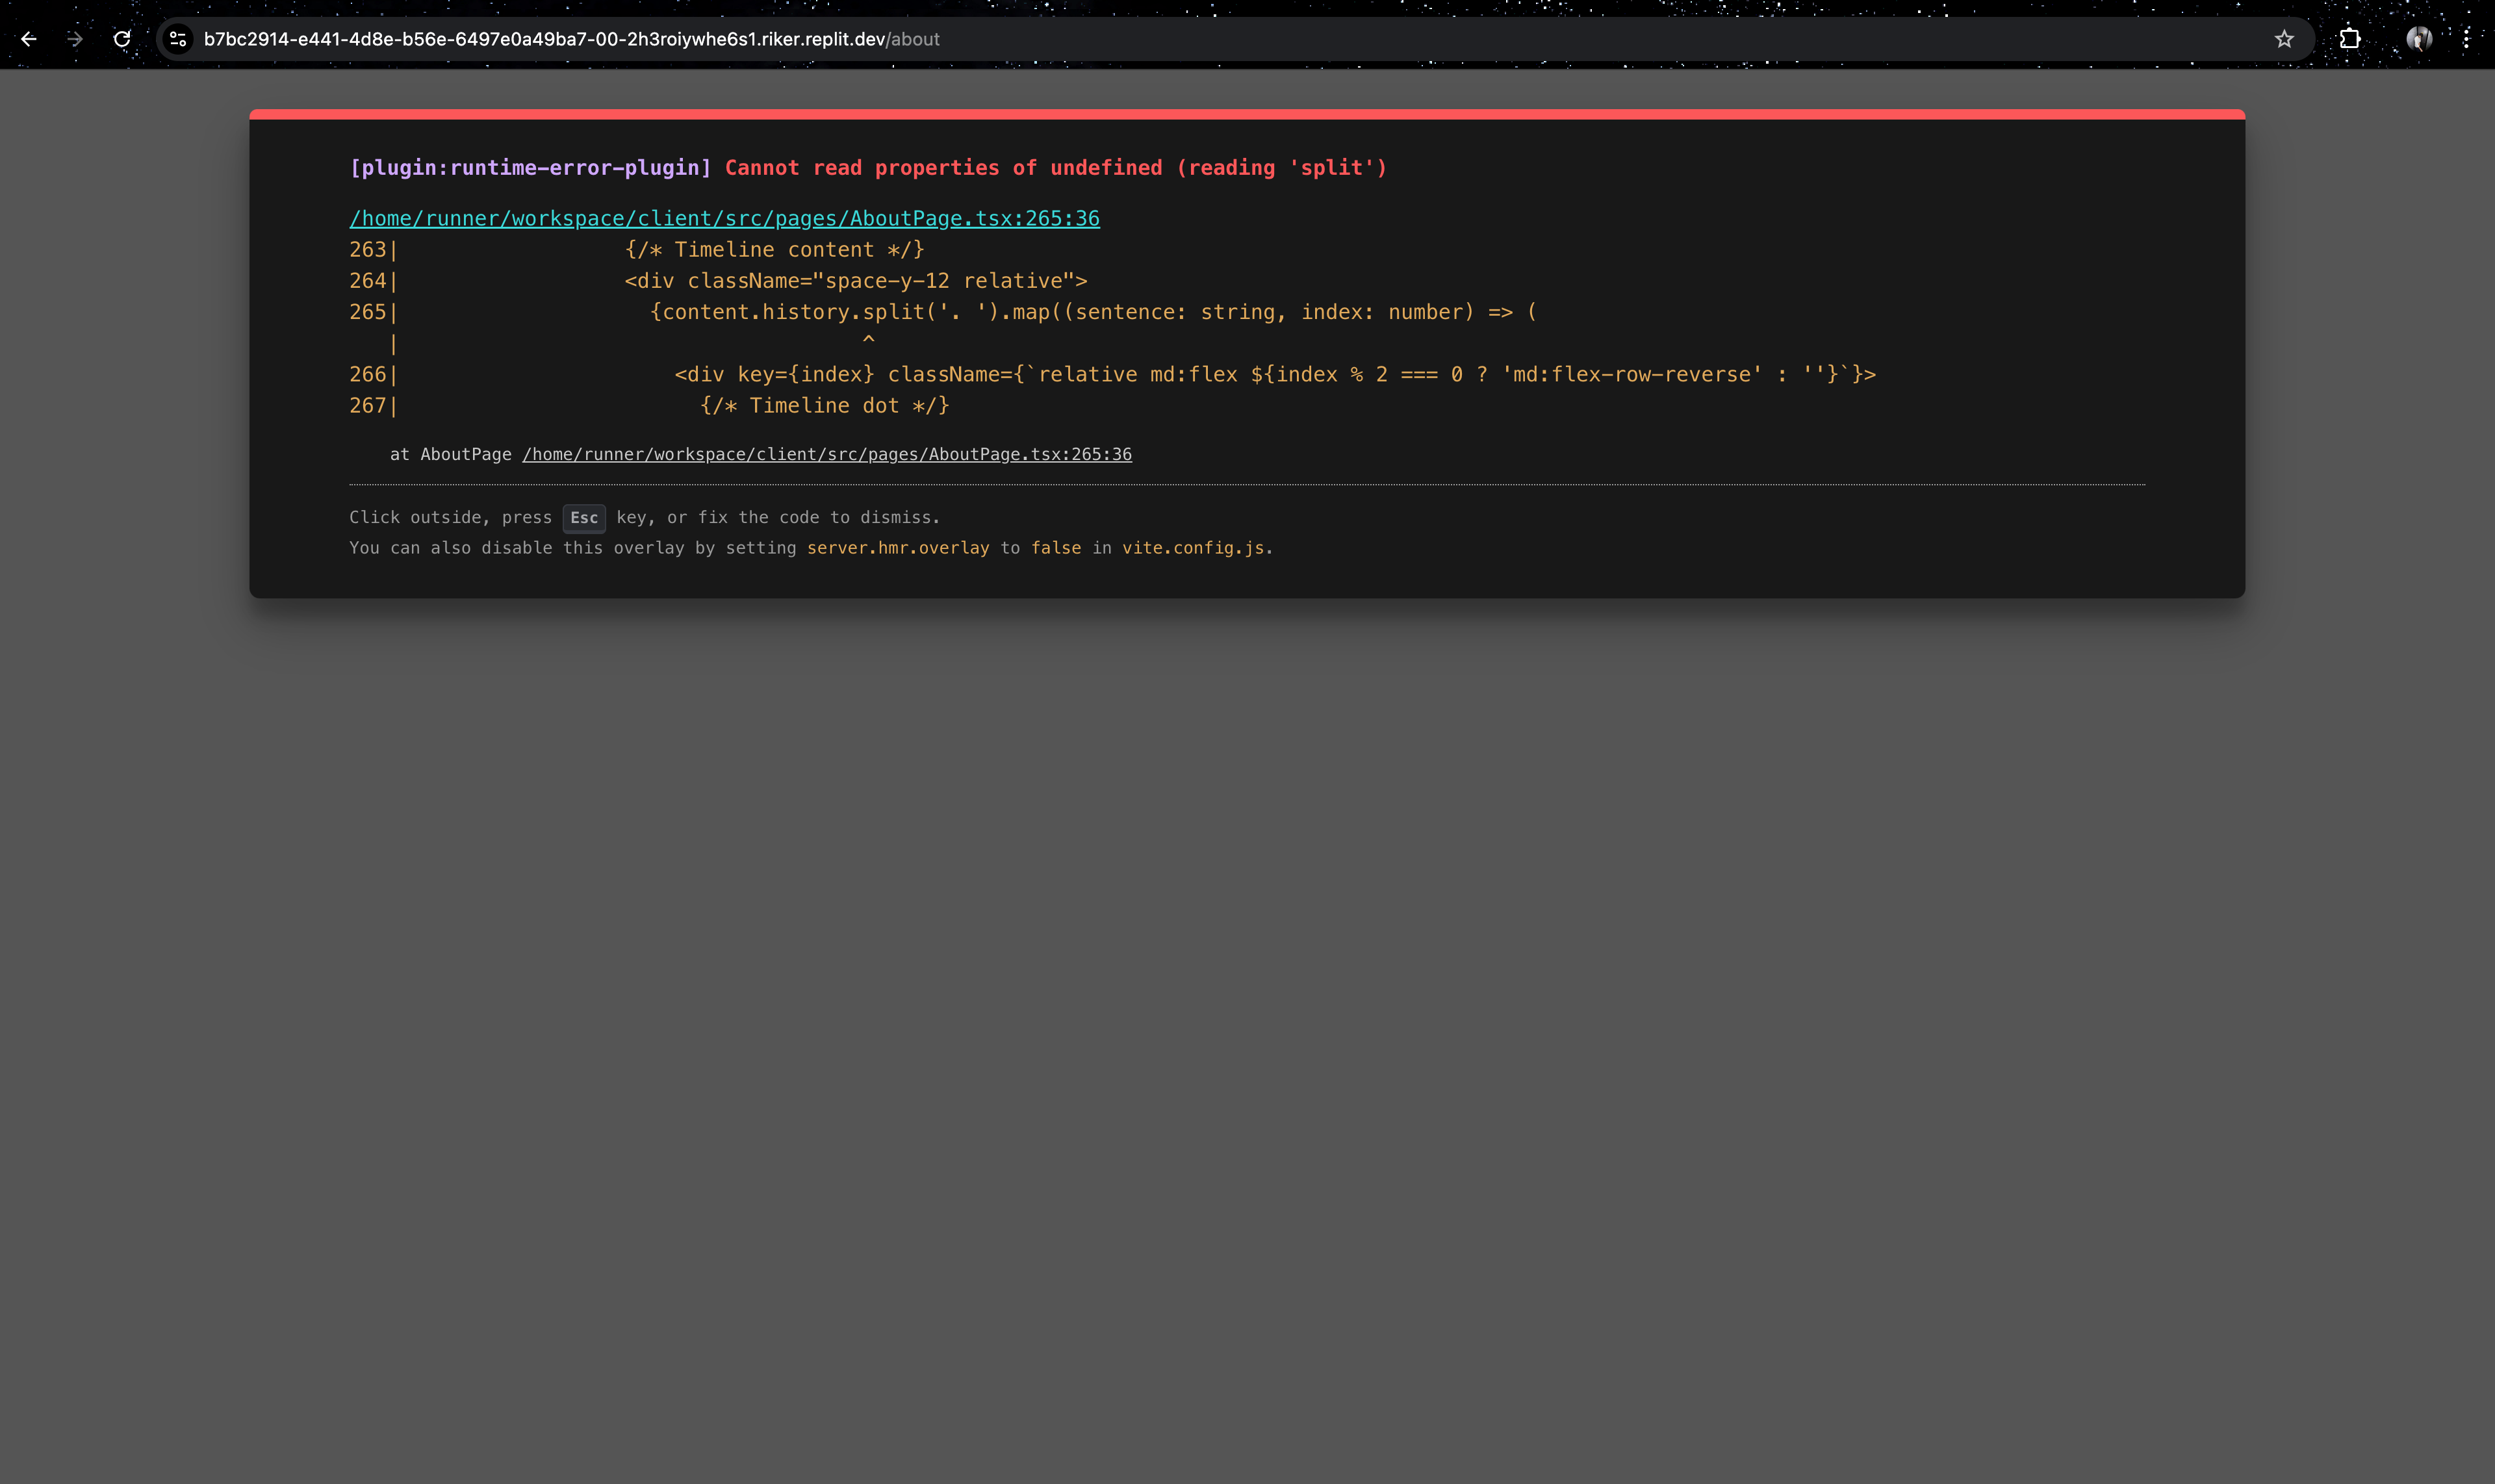 b7bc2914-e441-4d8e-b56e-6497e0a49ba7-00-2h3roiywhe6s1.riker.replit.dev/about
[plugin:runtime-error-plugin] Cannot read properties of undefined (reading 'split')
/home/runner/workspace/client/src/pages/AboutPage.tsx:265:36
263|                  {/* Timeline content */}
264|                  <div className="space-y-12 relative">
265|                    {content.history.split('. ').map((sentence: string, index: number) => (
   |                                     ^
266|                      <div key={index} className={`relative md:flex ${index % 2 === 0 ? 'md:flex-row-reverse' : ''}`}>
267|                        {/* Timeline dot */}
    at AboutPage /home/runner/workspace/client/src/pages/AboutPage.tsx:265:36
Click outside, press Esc key, or fix the code to dismiss.
You can also disable this overlay by setting server.hmr.overlay to false in vite.config.js.